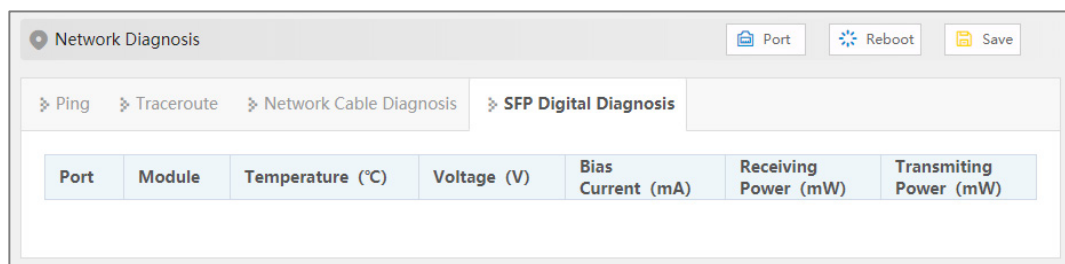 Network Diagnosis Port Reboot Save
Ping Traceroute Network Cable Diagnosis SFP Digital Diagnosis
Port Module Temperature (℃) Voltage (V) Bias Current (mA) Receiving Power (mW) Transmiting Power (mW)